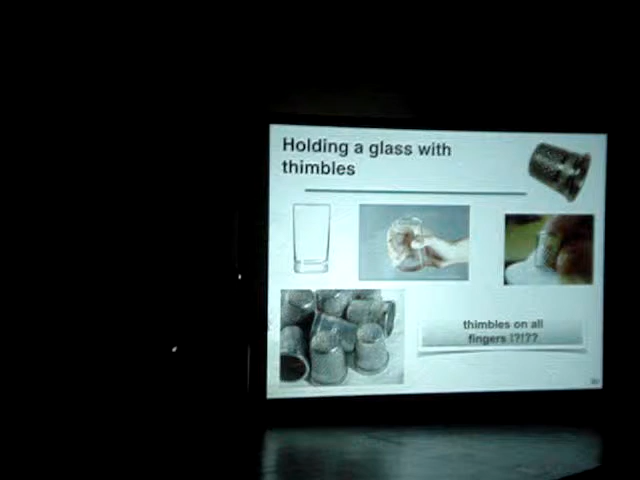 Holding a glass with
thimbles
thimbles on all
fingers !?!??